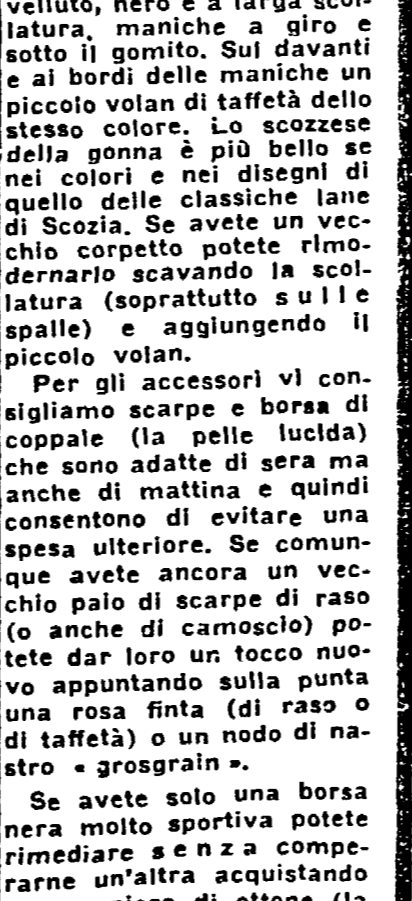 velluto, nero e a larga scol-
latura, maniche a giro e
sotto il gomito. Sul davanti
e ai bordi delle maniche un
piccolo volan di taffetà dello
stesso colore. Lo scozzese
della gonna è più bello se
nei colori e nei disegni di
quello delle classiche lane
di Scozia. Se avete un vec-
chio corpetto potete rimo-
dernarlo scavando la scol-
latura (soprattutto sulle
spalle) e aggiungendo il
piccolo volan.
Per gli accessori vi con-
sigliamo scarpe e borsa di
coppale (la pelle lucida)
che sono adatte di sera ma
anche di mattina e quindi
consentono di evitare una
spesa ulteriore. Se comun-
que avete ancora un vec-
chio paio di scarpe di raso
(o anche di camoscio) po-
tete dar loro un tocco nuo-
vo appuntando sulla punta
una rosa finta (di raso o
di taffetà) o un nodo di na-
stro « grosgrain ».
Se avete solo una borsa
nera molto sportiva potete
rimediare senza compe-
rarne un'altra acquistando
di ottone (la